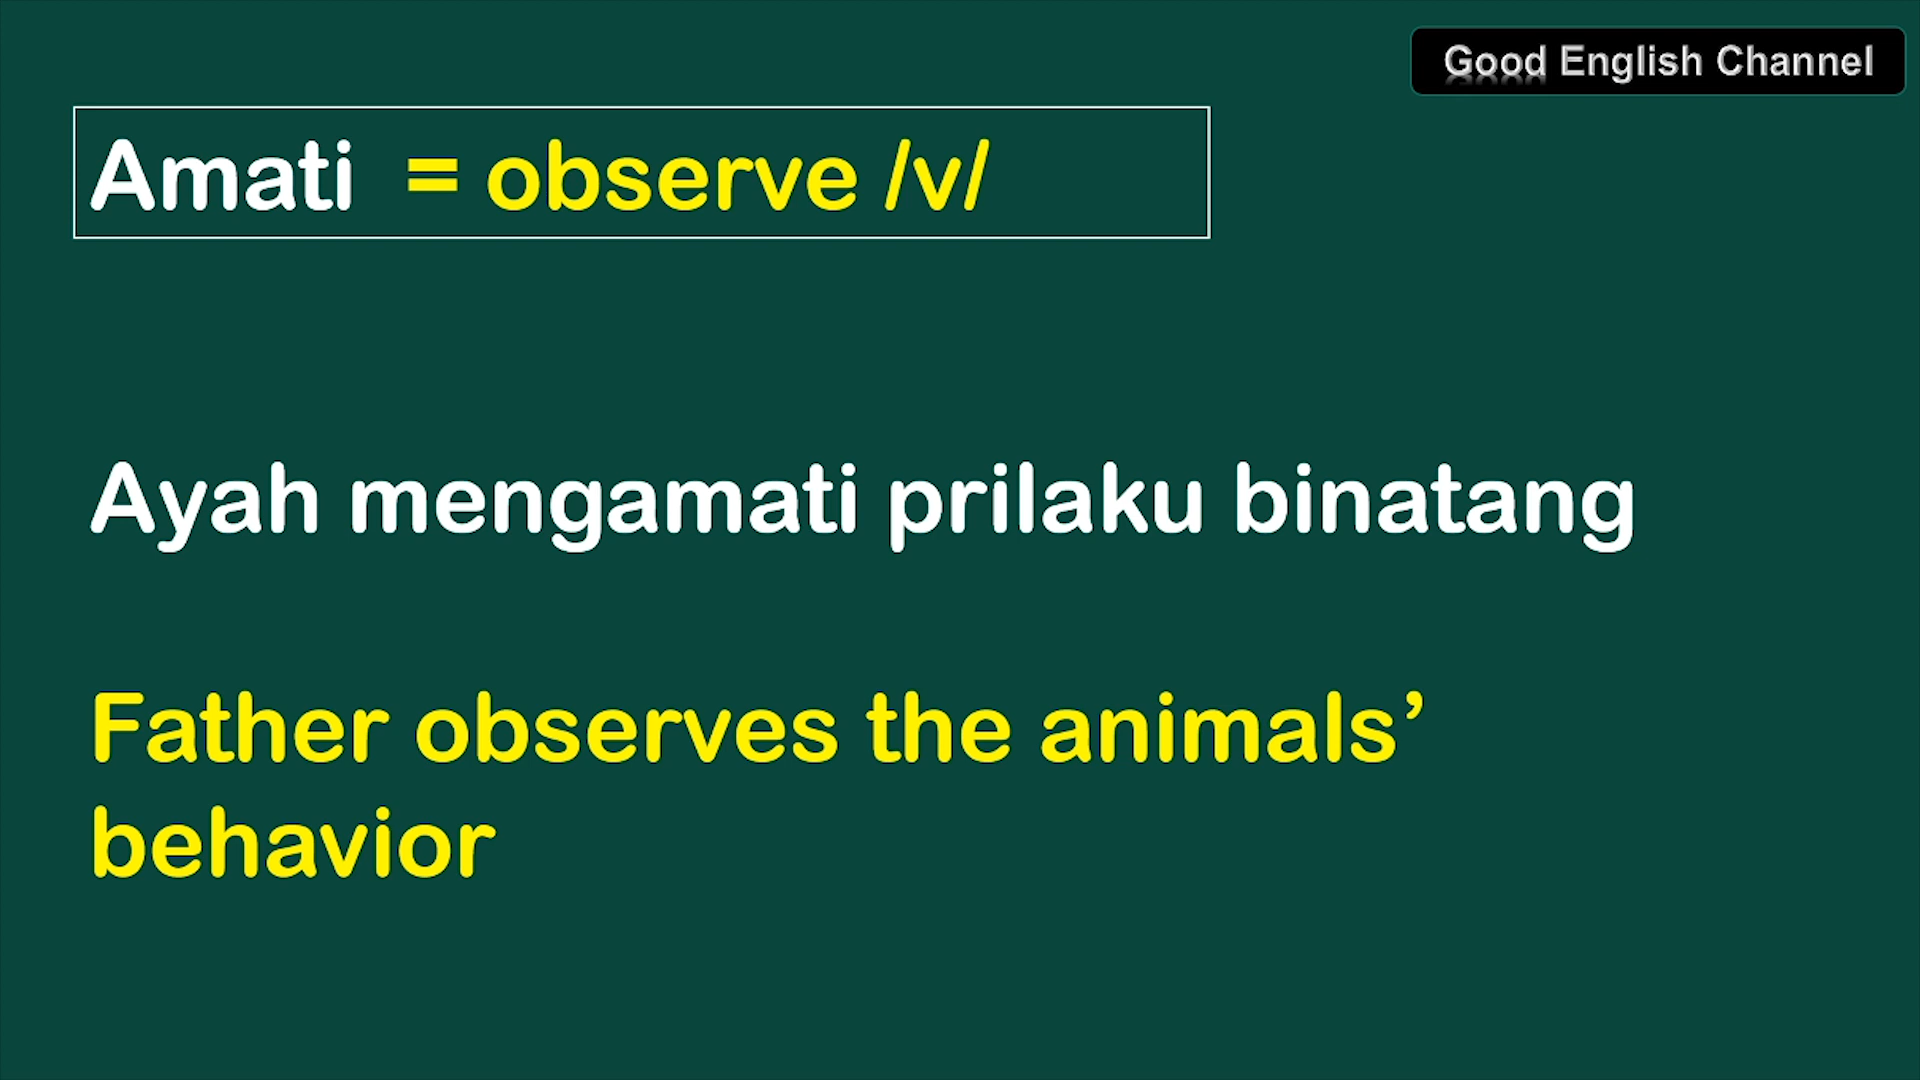 Good English Channel
Amati = observe /v/
Ayah mengamati prilaku binatang
Father observes the animals’
behavior